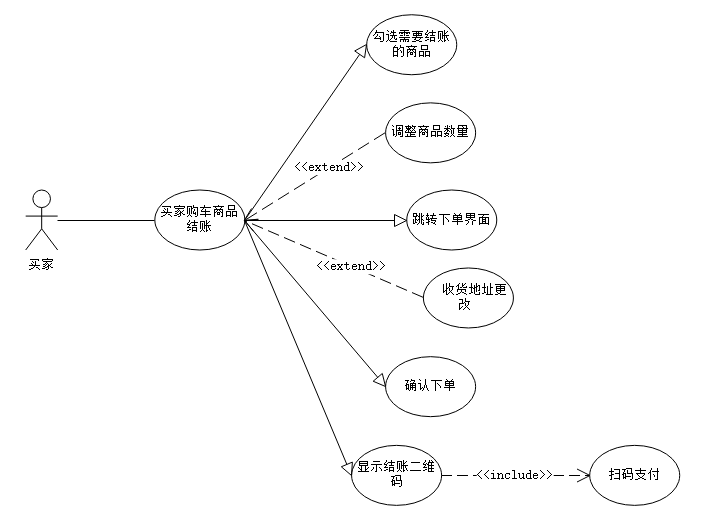 勾选需要结账
的商品
调整商品数量
<<extend>>
买家购车商品
结账
跳转下单界面
买家
<<extend>>
收货地址更
改
确认下单
显示结账二维
码
<<include>>
扫码支付